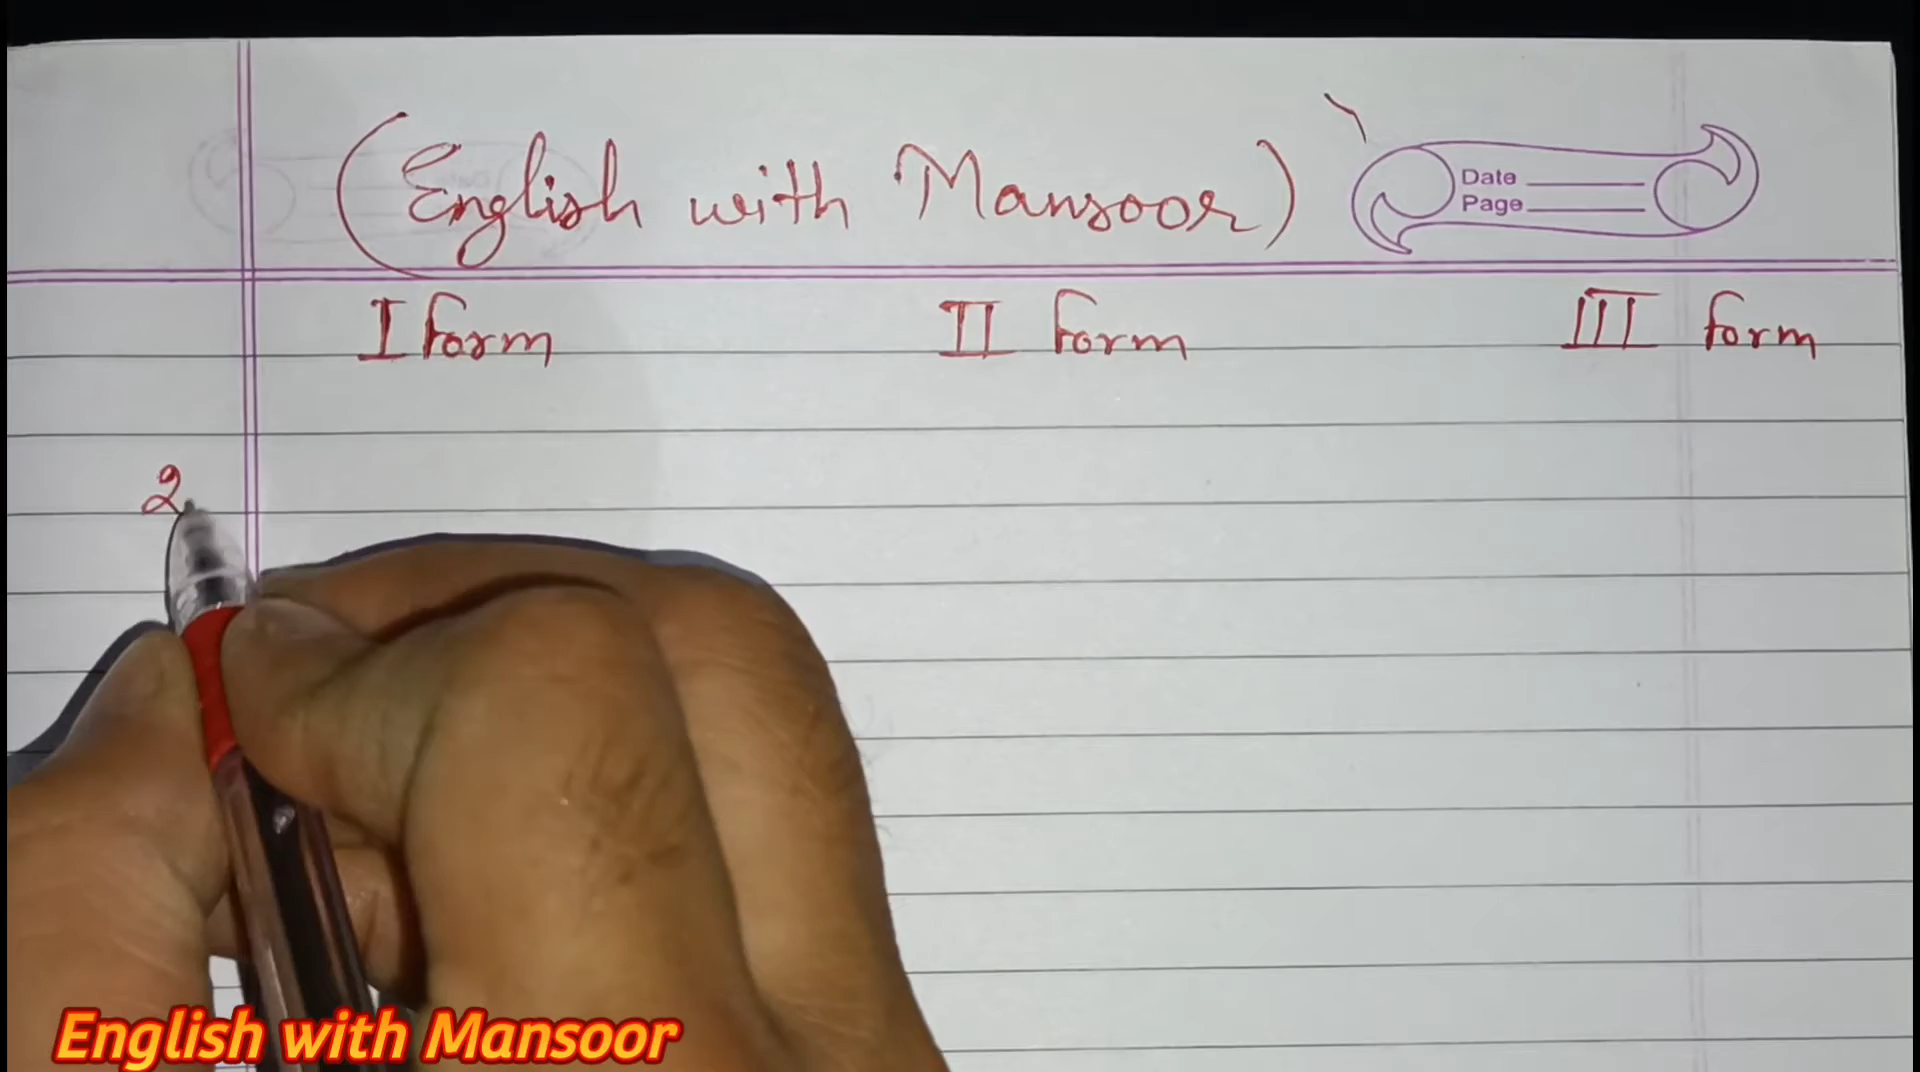 (English with Mansoor)
Date
Page
I form II form III form
2
English with Mansoor